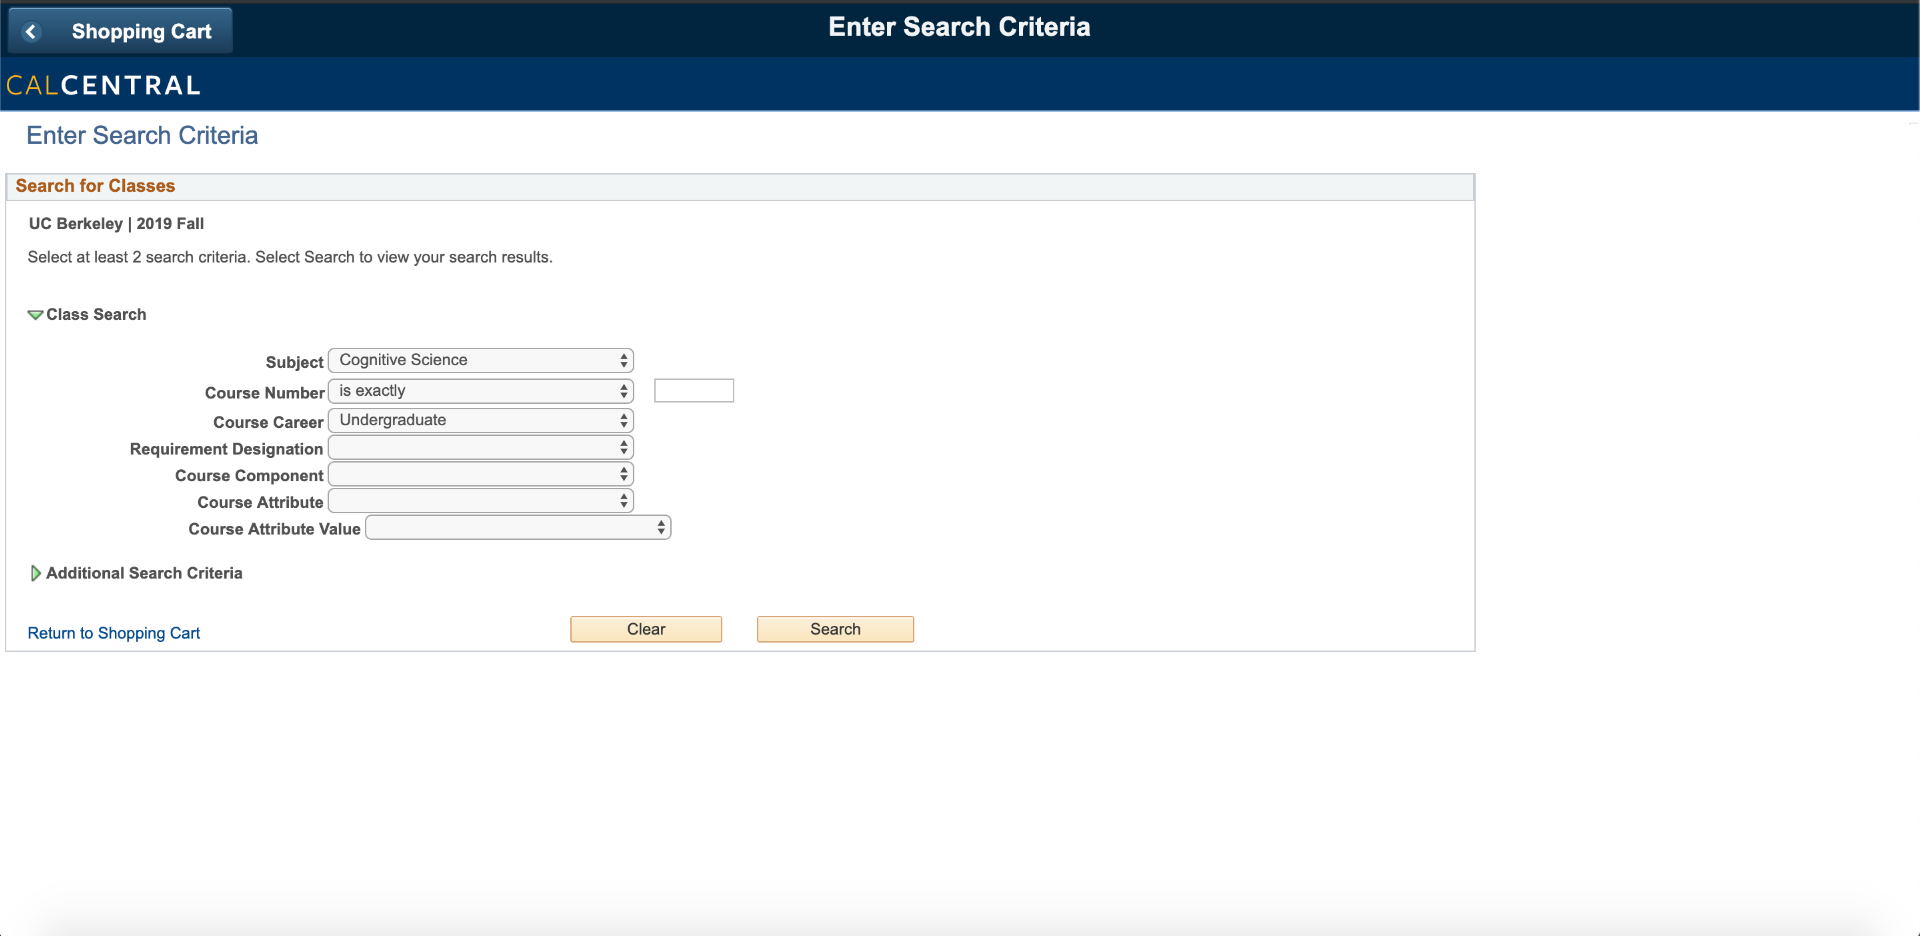 Shopping Cart
Enter Search Criteria
CALCENTRAL
Enter Search Criteria
Search for Classes
UC Berkeley | 2019 Fall
Select at least 2 search criteria. Select Search to view your search results.
Class Search
Subject Cognitive Science
Course Number is exactly
Course Career Undergraduate
Requirement Designation
Course Component
Course Attribute
Course Attribute Value
Additional Search Criteria
Return to Shopping Cart Clear Search